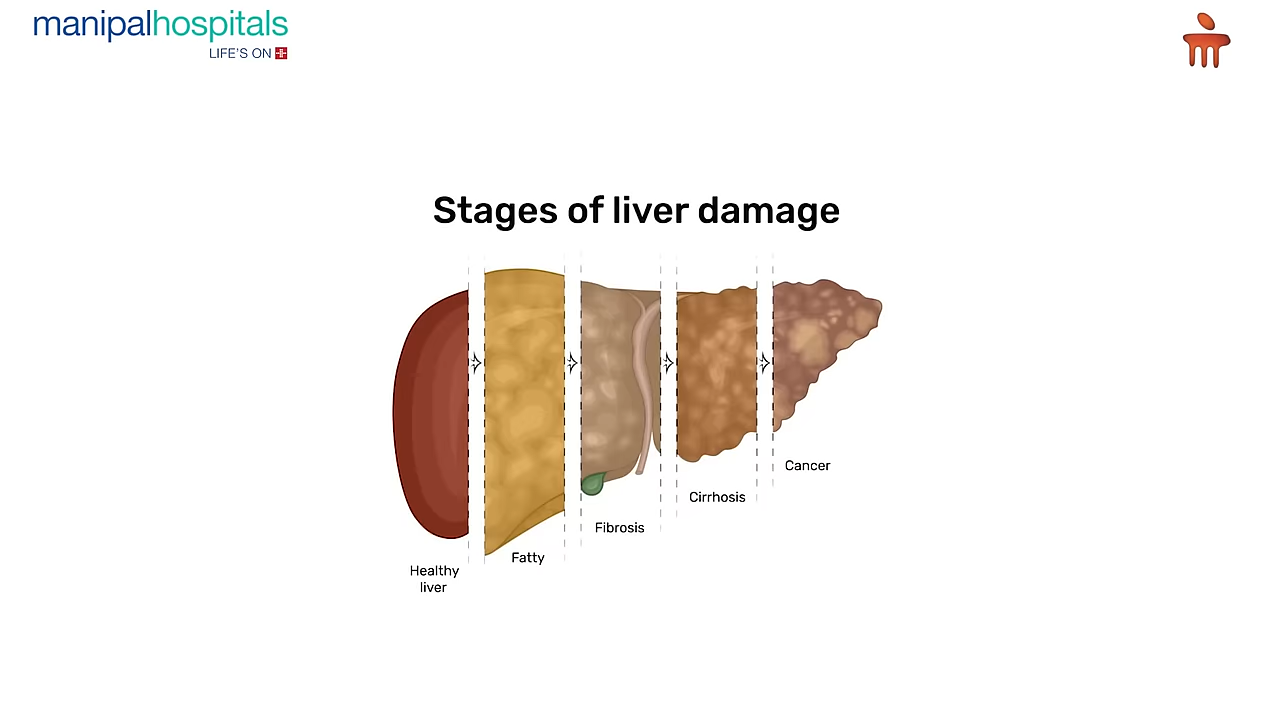 manipalhospitals
LIFE'S ON
Stages of liver damage
Healthy
liver
Fatty
Fibrosis
Cirrhosis
Cancer